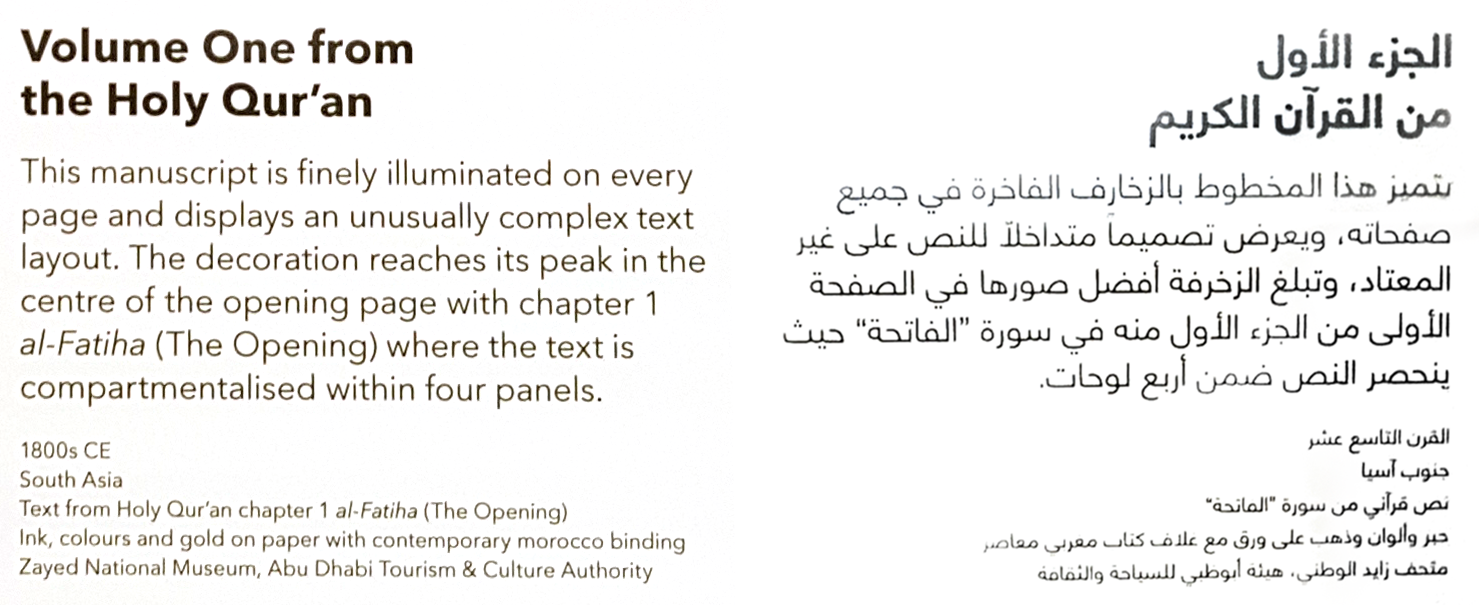 Volume One from
the Holy Qur'an
This manuscript is finely illuminated on every
page and displays an unusually complex text
layout. The decoration reaches its peak in the
centre of the opening page with chapter 1
al-Fatiha (The Opening) where the text is
compartmentalised within four panels.
1800s CE
South Asia
Text from Holy Qur'an chapter 1 al-Fatiha (The Opening)
Ink, colours and gold on paper with contemporary morocco binding
Zayed National Museum, Abu Dhabi Tourism & Culture Authority
الجزء الأول
من القرآن الكريم
يتميز هذا المخطوط بالزخارف الفاخرة في جميع
صفحاته، ويعرض تصميماً متداخلاً للنص على غير
المعتاد، وتبلغ الزخرفة أفضل صورها في الصفحة
الأولى من الجزء الأول منه في سورة "الفاتحة" حيث
ينحصر النص ضمن أربع لوحات.
القرن التاسع عشر
جنوب آسيا
نص قرآني من سورة "الفاتحة"
حبر وألوان وذهب على ورق مع غلاف كتاب مغربي معاصر
متحف زايد الوطني، هيئة أبوظبي للسياحة والثقافة